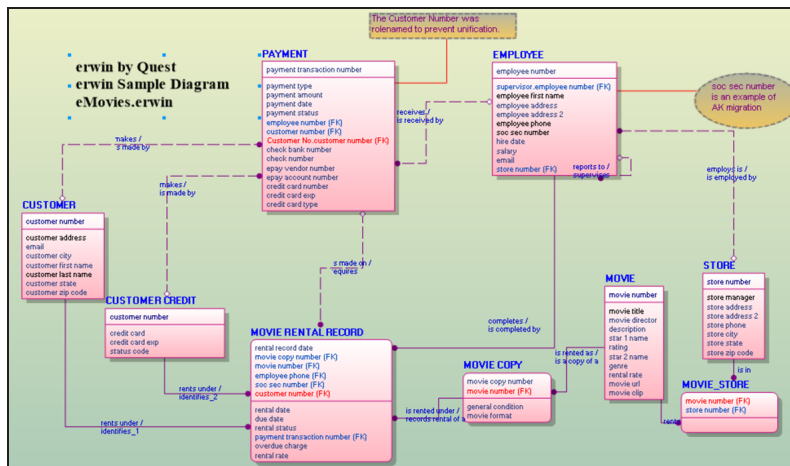 The Customer Number was
rolenamed to prevent unification.
erwin by Quest
erwin Sample Diagram
eMovies.erwin
PAYMENT
payment transaction number
payment type
payment amount
payment date
payment status
employee number (FK)
customer number (FK)
Customer No.customer number (FK)
check bank number
check number
epay vendor number
epay account number
credit card number
credit card exp
credit card type
EMPLOYEE
employee number
supervisor.employee number (FK)
employee first name
employee address
employee address 2
employee phone
soc sec number
hire date
salary
email
store number (FK)
soc sec number
is an example of
AK migration
receives /
is received by
makes /
s made by
makes /
is made by
reports to /
supervises
employs is /
is employed by
CUSTOMER
customer number
customer address
email
customer city
customer first name
customer last name
customer state
customer zip code
CUSTOMER CREDIT
customer number
credit card
credit card exp
status code
s made on /
requires
MOVIE RENTAL RECORD
rental record date
movie copy number (FK)
movie number (FK)
employee phone (FK)
soc sec number (FK)
customer number (FK)
rental date
due date
rental status
payment transaction number (FK)
overdue charge
rental rate
completes /
is completed by
MOVIE COPY
movie copy number
movie number (FK)
general condition
movie format
is rented as /
is a copy of a
MOVIE
movie number
movie title
movie director
description
star 1 name
rating
star 2 name
genre
rental rate
movie url
movie clip
STORE
store number
store manager
store address
store address 2
store phone
store city
store state
store zip code
is in
MOVIE_STORE
movie number (FK)
store number (FK)
rents under /
identifies_2
is rented under /
records rental of a
rents under /
identifies_1
rents